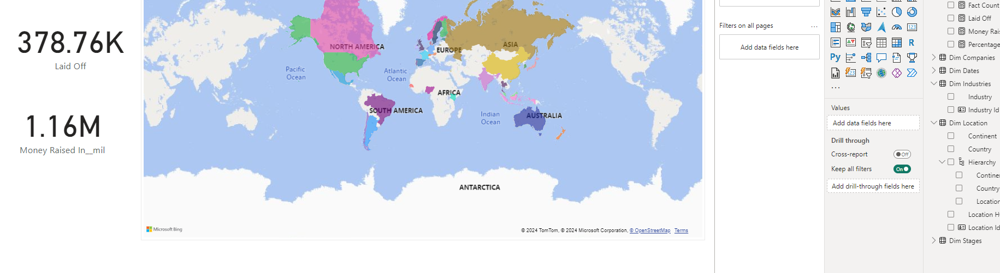 378.76K
Laid Off
1.16M
Money Raised In__mil
NORTH AMERICA
EUROPE
ASIA
Pacific
Ocean
Atlantic
Ocean
AFRICA
SOUTH AMERICA
Indian
Ocean
AUSTRALIA
ANTARCTICA
Microsoft Bing
© 2024 TomTom, © 2024 Microsoft Corporation, © OpenStreetMap Terms
Filters on all pages
...
Add data fields here
123
R
Py
...
Values
Add data fields here
Drill through
Cross-report
Off
Keep all filters
On
Add drill-through fields here
Fact Count
Laid Off
Money Rai
Percentage
Dim Companies
Dim Dates
Dim Industries
Industry
Industry Id
Dim Location
Continent
Country
Hierarchy
Contine
Country
Location
Location H
Location Id
Dim Stages